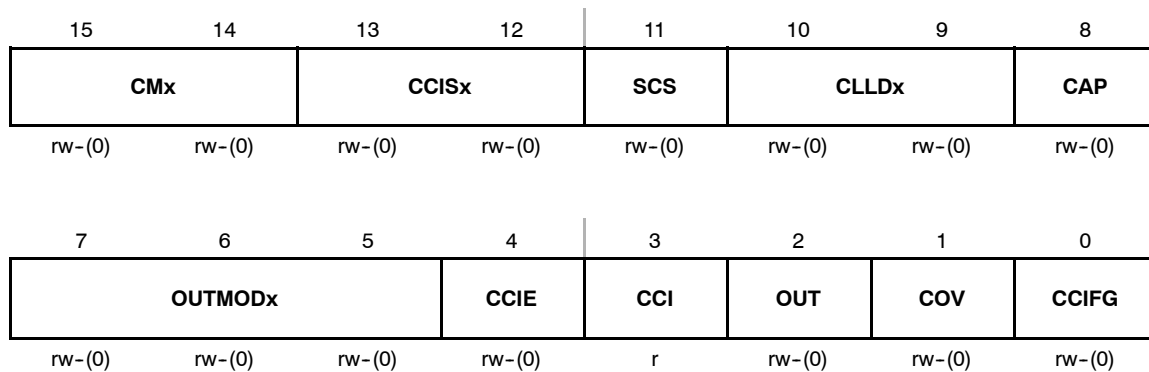 15 14 13 12 11 10 9 8
CMx CCISx SCS CLLDx CAP
rw-(0) rw-(0) rw-(0) rw-(0) rw-(0) rw-(0) rw-(0) rw-(0)
7 6 5 4 3 2 1 0
OUTMODx CCIE CCI OUT COV CCIFG
rw-(0) rw-(0) rw-(0) rw-(0) r rw-(0) rw-(0) rw-(0)